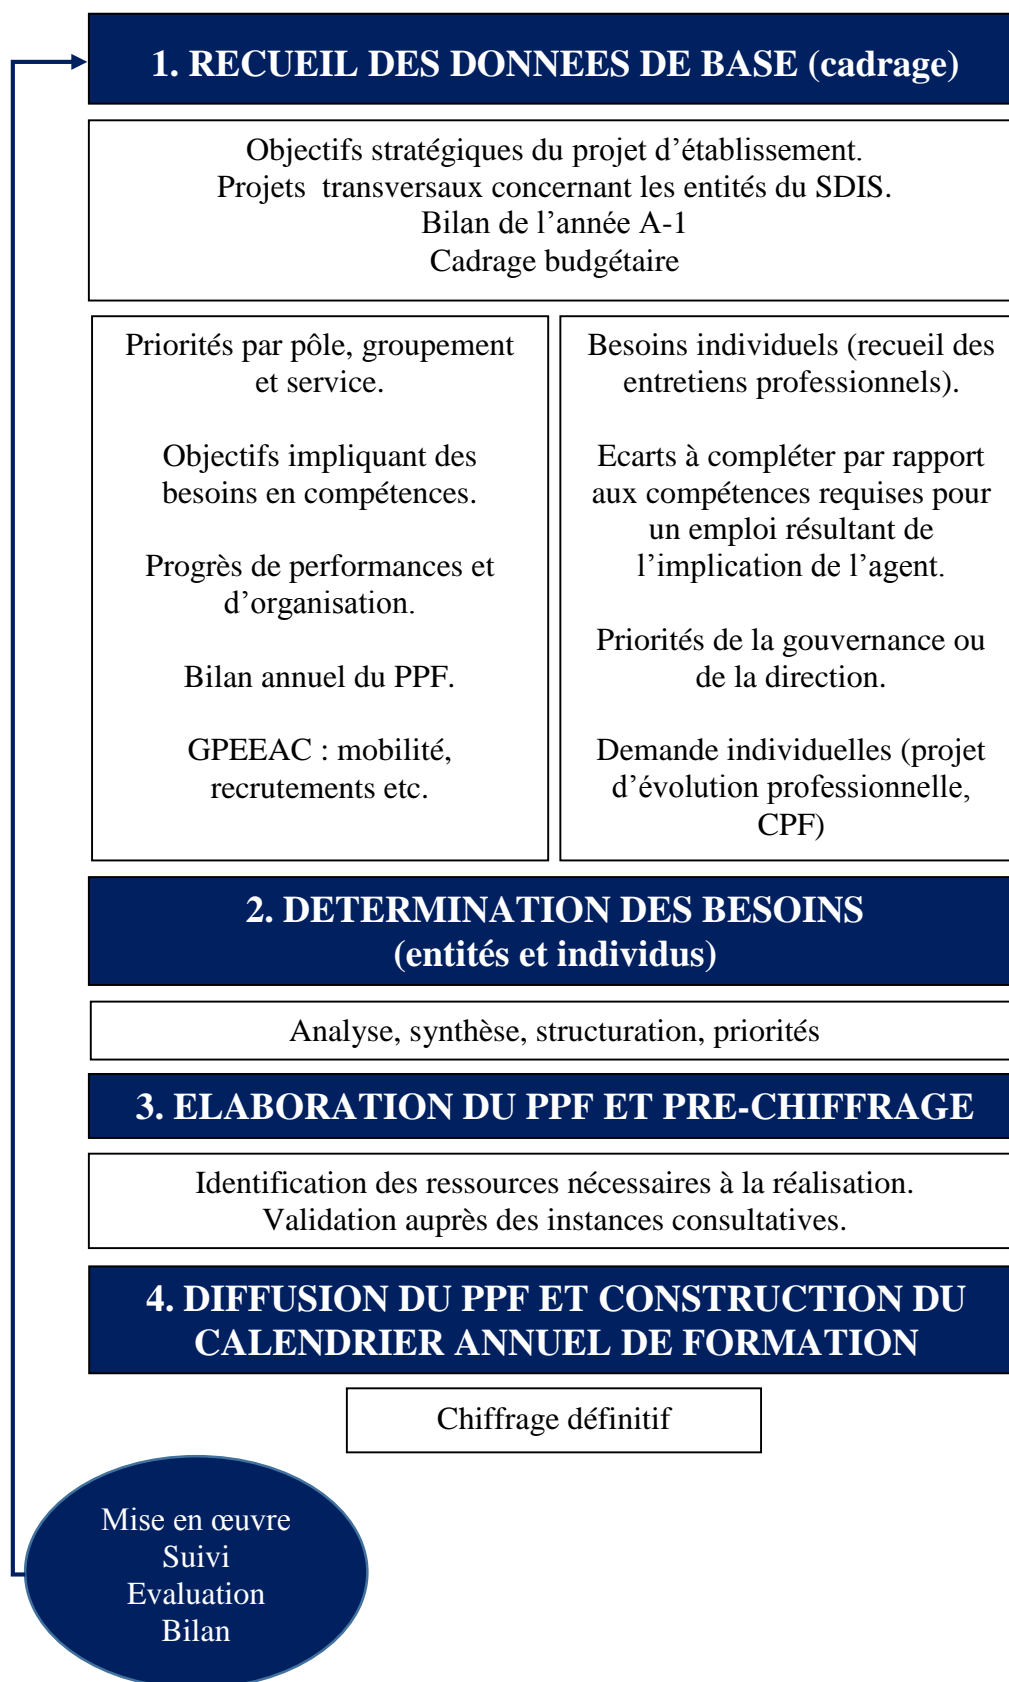 1. RECUEIL DES DONNEES DE BASE (cadrage)
Objectifs stratégiques du projet d’établissement.
Projets  transversaux concernant les entités du SDIS.
Bilan de l’année A-1
Cadrage budgétaire
Priorités par pôle, groupement
et service.
Objectifs impliquant des
besoins en compétences.
Progrès de performances et
d’organisation.
Bilan annuel du PPF.
GPEEAC : mobilité,
recrutements etc.
Besoins individuels (recueil des
entretiens professionnels).
Ecarts à compléter par rapport
aux compétences requises pour
un emploi résultant de
l’implication de l’agent.
Priorités de la gouvernance ou
de la direction.
Demande individuelles (projet
d’évolution professionnelle,
CPF)
2. DETERMINATION DES BESOINS
(entités et individus)
Analyse, synthèse, structuration, priorités
3. ELABORATION DU PPF ET PRE-CHIFFRAGE
Identification des ressources nécessaires à la réalisation.
Validation auprès des instances consultatives.
4. DIFFUSION DU PPF ET CONSTRUCTION DU
CALENDRIER ANNUEL DE FORMATION
Chiffrage définitif
Mise en œuvre
Suivi
Evaluation
Bilan